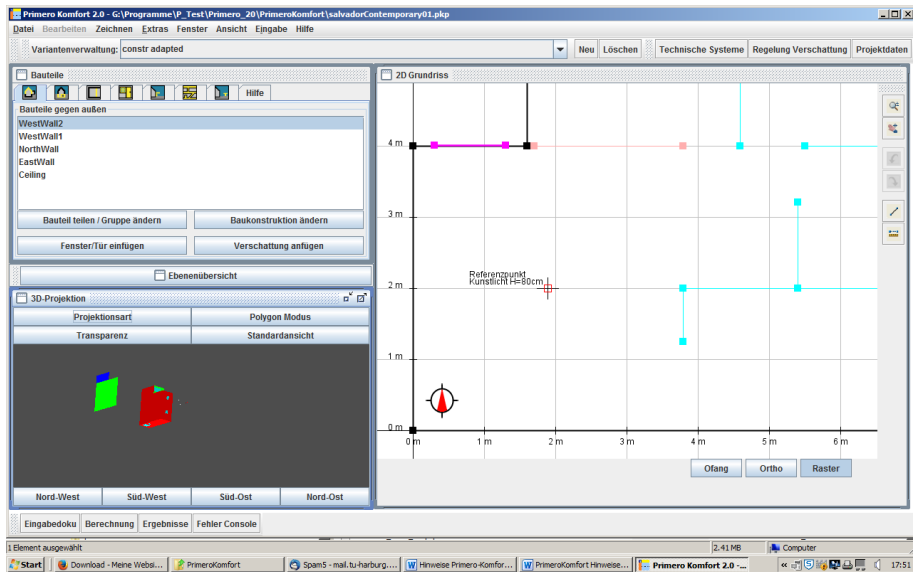 Primero Komfort 2.0 - G:\Programme\P_Test\Primero_20\PrimeroKomfort\salvadorContemporary01.pkp
Datei Bearbeiten Zeichnen Extras Fenster Ansicht Eingabe Hilfe
Variantenverwaltung: constr adapted Neu Löschen Technische Systeme Regelung Verschattung Projektdaten
Bauteile
Hilfe
Bauteile gegen außen
WestWall2
WestWall1
NorthWall
EastWall
Ceiling
Bauteil teilen / Gruppe ändern Baukonstruktion ändern
Fenster/Tür einfügen Verschattung anfügen
Ebenenübersicht
3D-Projektion
Projektionsart Polygon Modus
Transparenz Standardansicht
Nord-West Süd-West Süd-Ost Nord-Ost
2D Grundriss
4 m
3 m
Referenzpunkt
Kunstlicht H=80cm
2 m
1 m
0 m
0 m 1 m 2 m 3 m 4 m 5 m 6 m
Ofang Ortho Raster
Eingabedoku Berechnung Ergebnisse Fehler Console
1 Element ausgewählt 2.41 MB Computer
Start Download - Meine Websi... PrimeroKomfort Spam5 - mail.tu-harburg.... Hinweise Primero-Komfor... PrimeroKomfort Hinweise... Primero Komfort 2.0 -... « 17:51